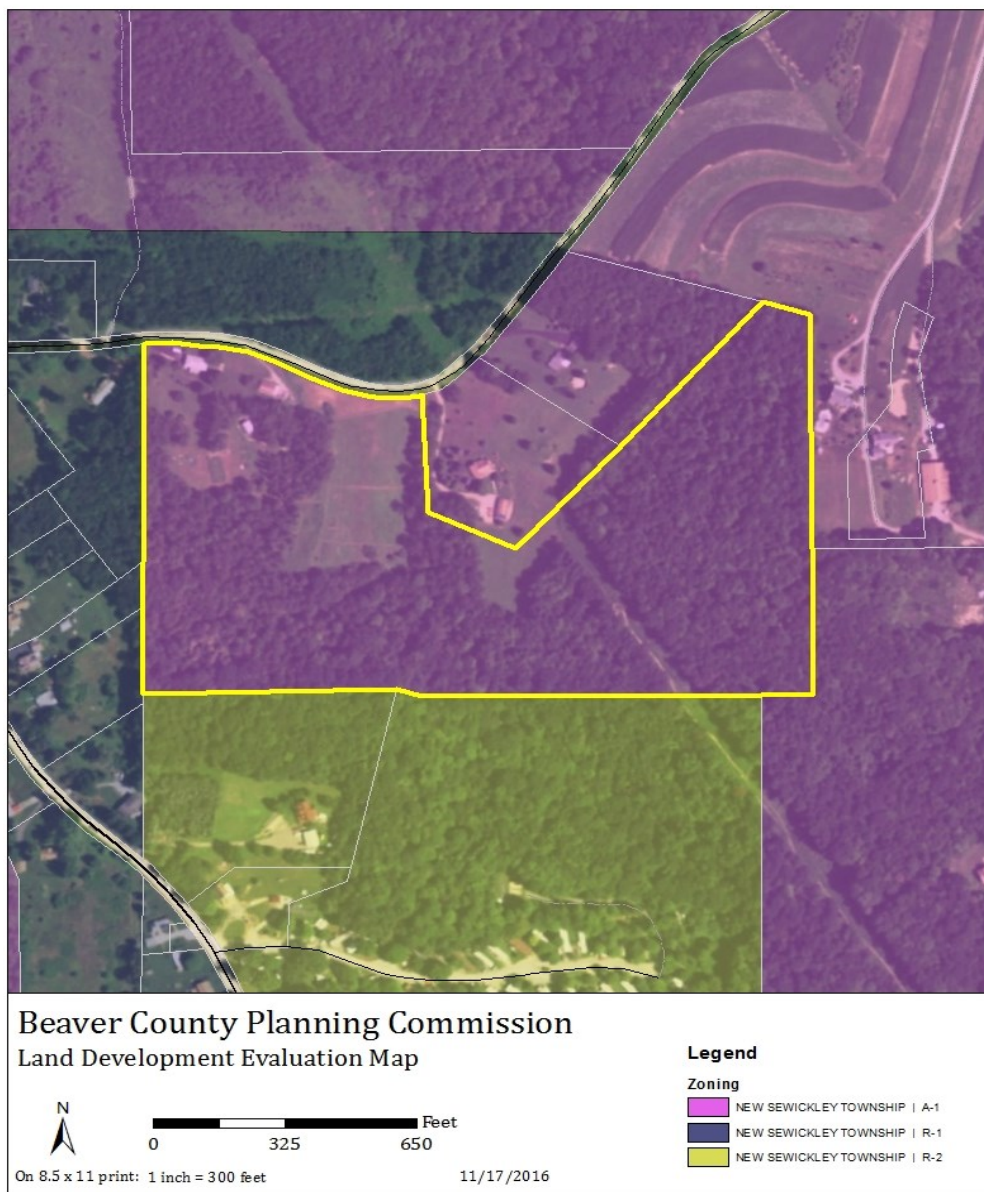 Beaver County Planning Commission
Land Development Evaluation Map
Legend
Zoning
NEW SEWICKLEY TOWNSHIP | A-1
NEW SEWICKLEY TOWNSHIP | R-1
NEW SEWICKLEY TOWNSHIP | R-2
N
Feet
0 325 650
On 8.5 x 11 print: 1 inch = 300 feet
11/17/2016